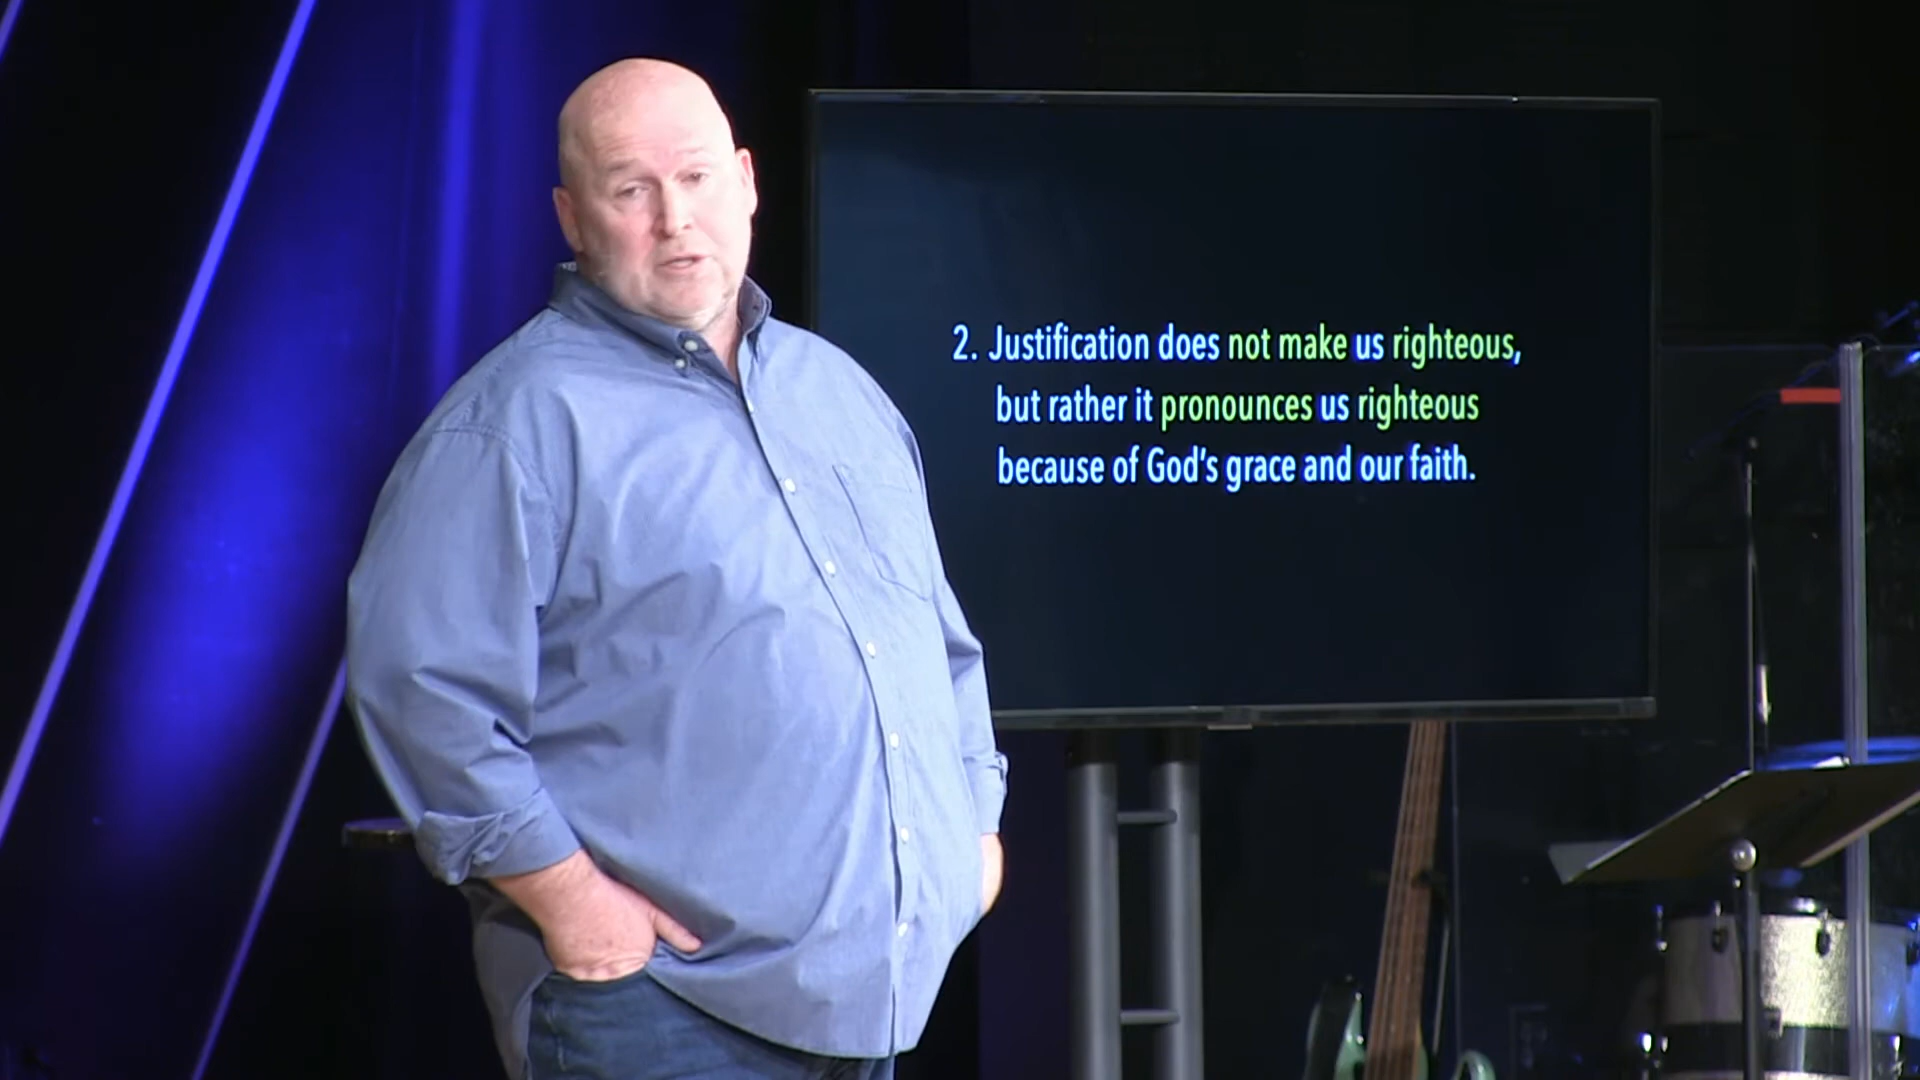 2. Justification does not make us righteous,
but rather it pronounces us righteous
because of God's grace and our faith.